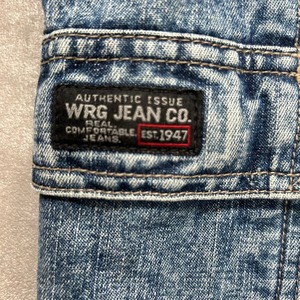 AUTHENTIC ISSUE
WRG JEAN CO.
REAL.
COMFORTABLE.
JEANS.
EST. 1947